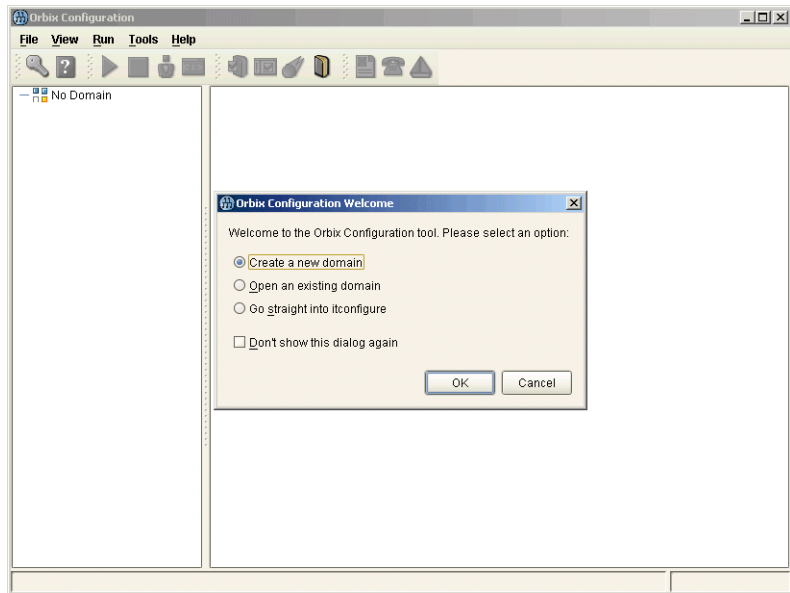 Orbix Configuration
File View Run Tools Help
No Domain
Orbix Configuration Welcome
Welcome to the Orbix Configuration tool. Please select an option:
Create a new domain
Open an existing domain
Go straight into itconfigure
Don't show this dialog again
OK Cancel